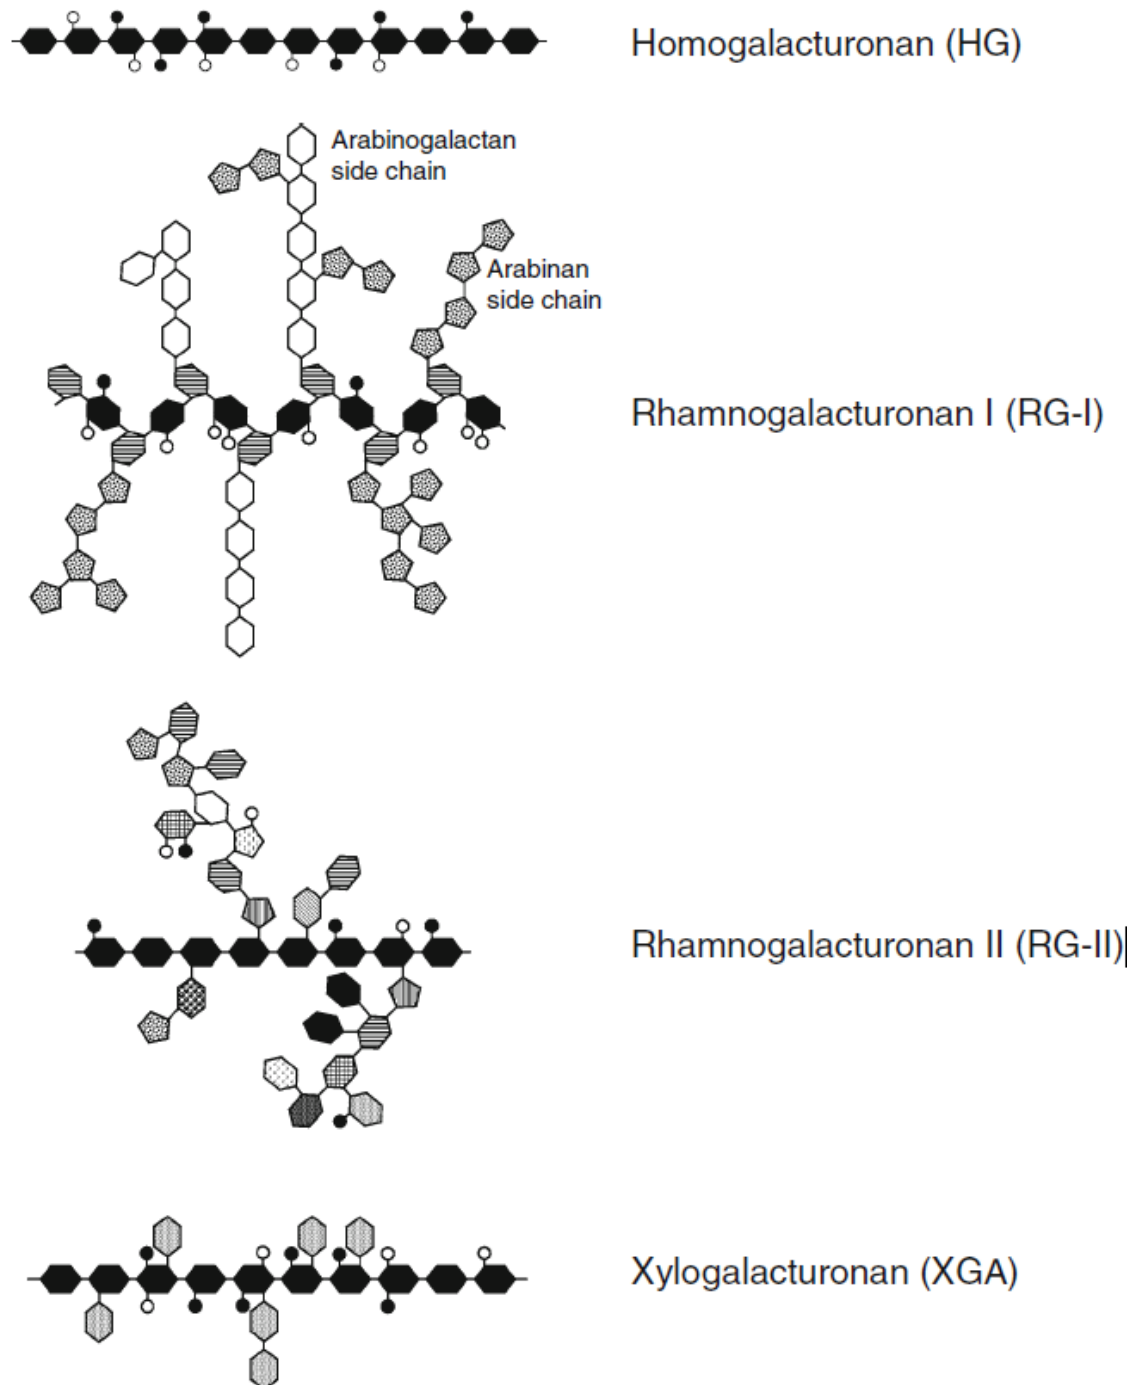 Homogalacturonan (HG)
Arabinogalactan
side chain
Arabinan
side chain
Rhamnogalacturonan I (RG-I)
Rhamnogalacturonan II (RG-II)
Xylogalacturonan (XGA)